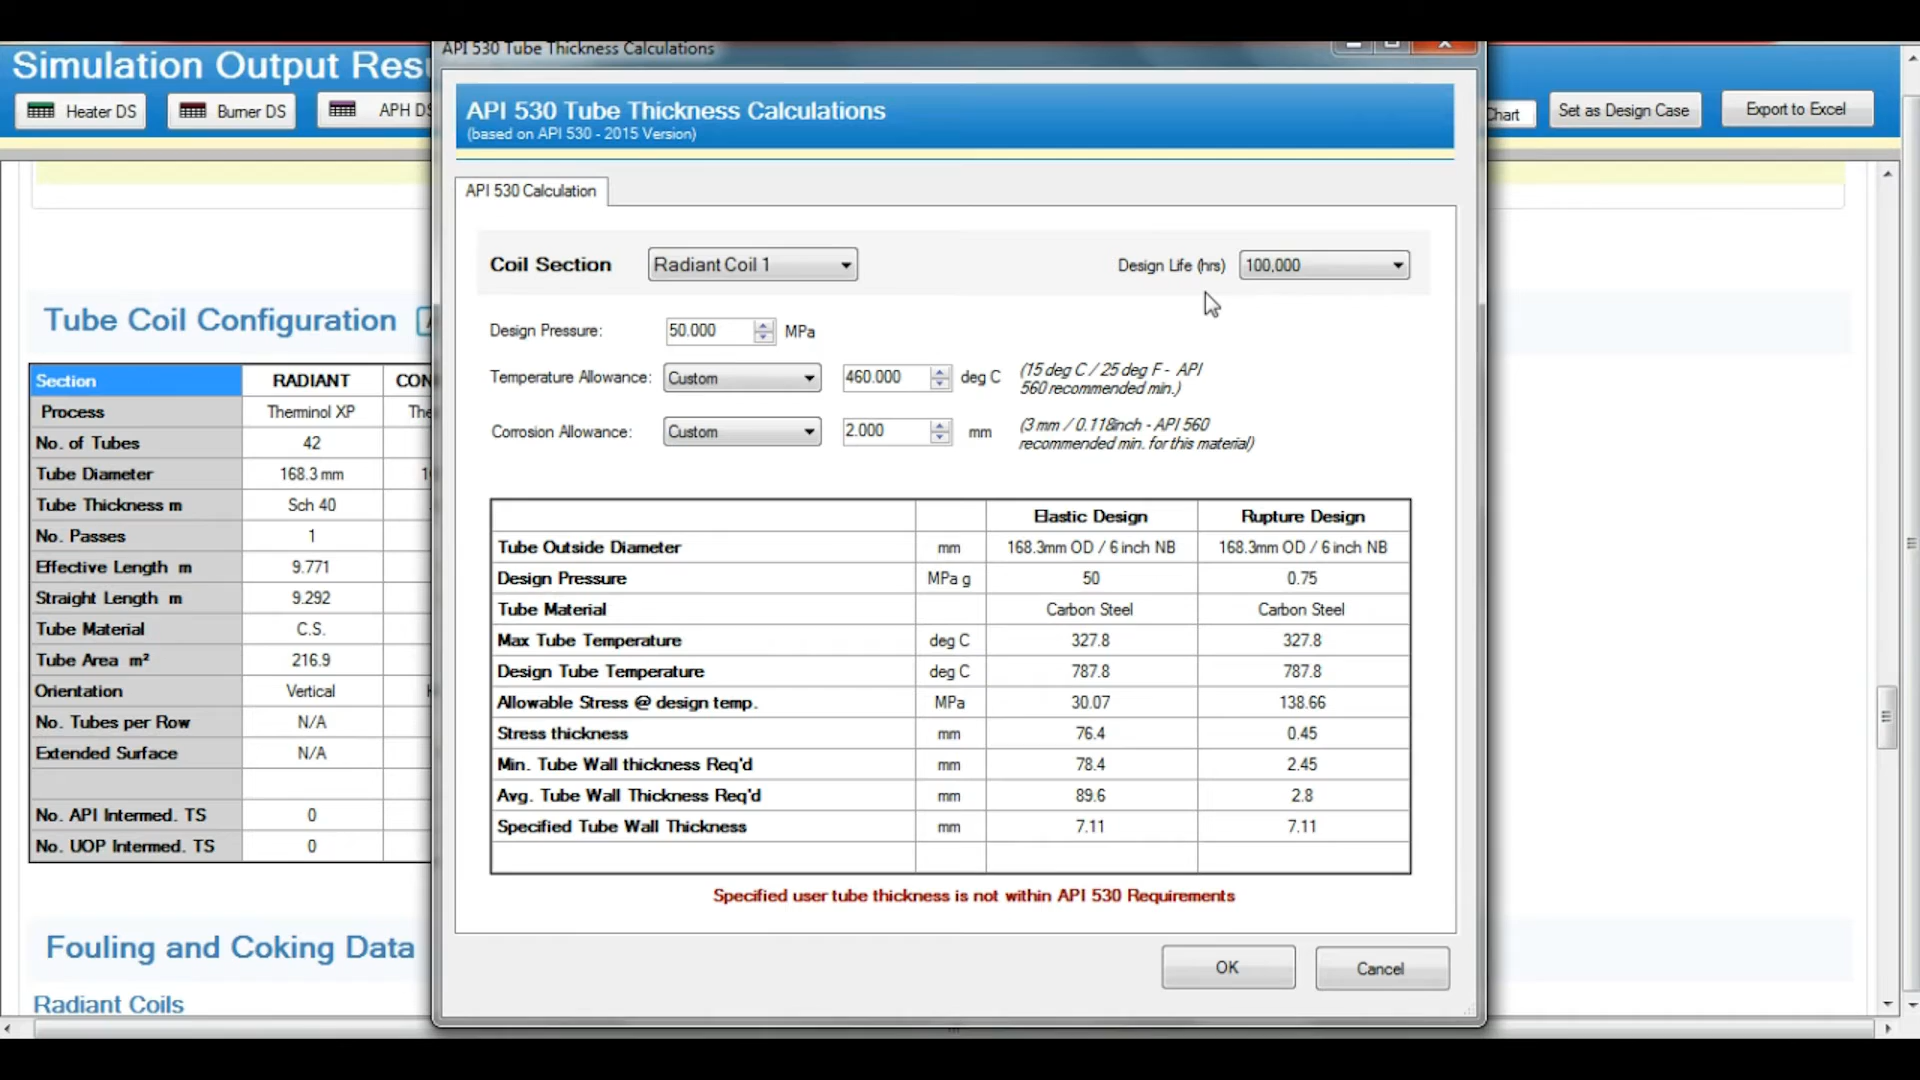 Simulation Output Resu
Heater DS
Burner DS
APH DS
Chart
Set as Design Case
Export to Excel
API 530 Tube Thickness Calculations
API 530 Tube Thickness Calculations
(based on API 530 - 2015 Version)
API 530 Calculation
Coil Section
Radiant Coil 1
Design Life (hrs)
100,000
Design Pressure:
50.000
MPa
Temperature Allowance:
Custom
460.000
deg C
(15 deg C / 25 deg F - API
560 recommended min.)
Corrosion Allowance:
Custom
2.000
mm
(3 mm / 0.118inch - API 560
recommended min. for this material)
Elastic Design Rupture Design
Tube Outside Diameter mm 168.3mm OD / 6 inch NB 168.3mm OD / 6 inch NB
Design Pressure MPa g 50 0.75
Tube Material Carbon Steel Carbon Steel
Max Tube Temperature deg C 327.8 327.8
Design Tube Temperature deg C 787.8 787.8
Allowable Stress @ design temp. MPa 30.07 138.66
Stress thickness mm 76.4 0.45
Min. Tube Wall thickness Req'd mm 78.4 2.45
Avg. Tube Wall Thickness Req'd mm 89.6 2.8
Specified Tube Wall Thickness mm 7.11 7.11
Specified user tube thickness is not within API 530 Requirements
OK
Cancel
Tube Coil Configuration
Section RADIANT CON
Process Therminol XP The
No. of Tubes 42
Tube Diameter 168.3 mm
Tube Thickness m Sch 40
No. Passes 1
Effective Length m 9.771
Straight Length m 9.292
Tube Material C.S.
Tube Area m² 216.9
Orientation Vertical
No. Tubes per Row N/A
Extended Surface N/A
No. API Intermed. TS 0
No. UOP Intermed. TS 0
Fouling and Coking Data
Radiant Coils